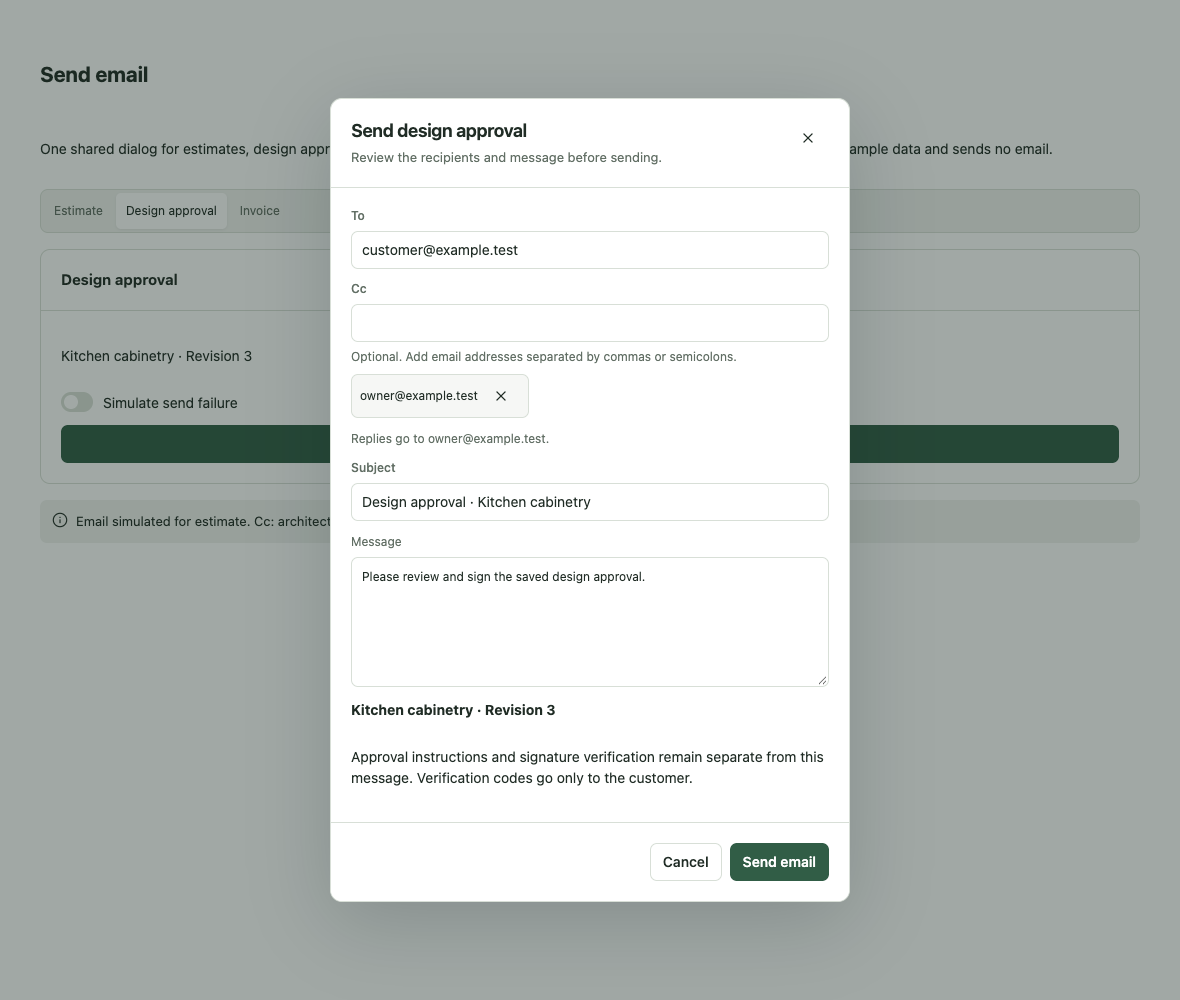 Send email
One shared dialog for estimates, design appr
ample data and sends no email.
Estimate
Design approval
Invoice
Design approval
Kitchen cabinetry · Revision 3
Simulate send failure
Email simulated for estimate. Cc: architect
Send design approval
Review the recipients and message before sending.
To
customer@example.test
Cc
Optional. Add email addresses separated by commas or semicolons.
owner@example.test
Replies go to owner@example.test.
Subject
Design approval · Kitchen cabinetry
Message
Please review and sign the saved design approval.
Kitchen cabinetry · Revision 3
Approval instructions and signature verification remain separate from this
message. Verification codes go only to the customer.
Cancel
Send email